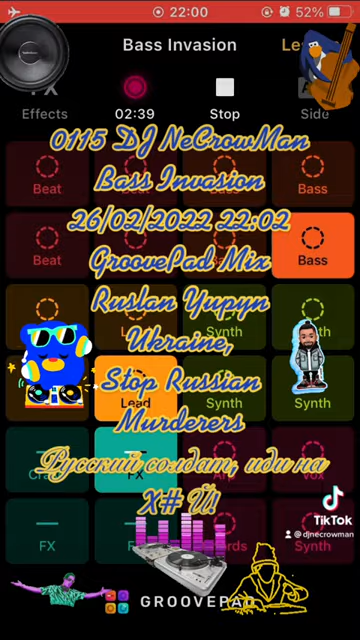 22:00
52%
Bass Invasion
Effects
02:39
Stop
Side
0115 DJ NeCrowMan
Beat
Bass
Bass Invasion
26/02/2022 22:02
Beat
Bass
GroovePad Mix
Ruslan Yupyn
Synth
Ukraine,
Stop Russian
Lead
Synth
Synth
Murderers
Русский солдат, иди на
FX
Vox
Х# Й!
TikTok
@djnecrowman
FX
Synth
GROOVEPAD